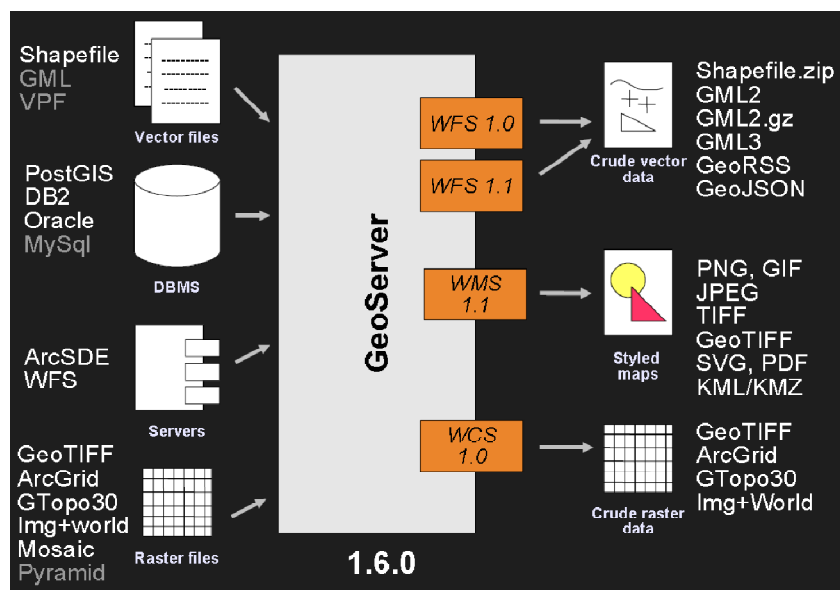 Shapefile
GML
VPF
Vector files
PostGIS
DB2
Oracle
MySql
DBMS
ArcSDE
WFS
Servers
GeoTIFF
ArcGrid
GTopo30
Img+world
Mosaic
Pyramid
Raster files
GeoServer
1.6.0
WFS 1.0
WFS 1.1
WMS
1.1
WCS
1.0
Crude vector
data
Shapefile.zip
GML2
GML2.gz
GML3
GeoRSS
GeoJSON
Styled
maps
PNG, GIF
JPEG
TIFF
GeoTIFF
SVG, PDF
KML/KMZ
Crude raster
data
GeoTIFF
ArcGrid
GTopo30
Img+World